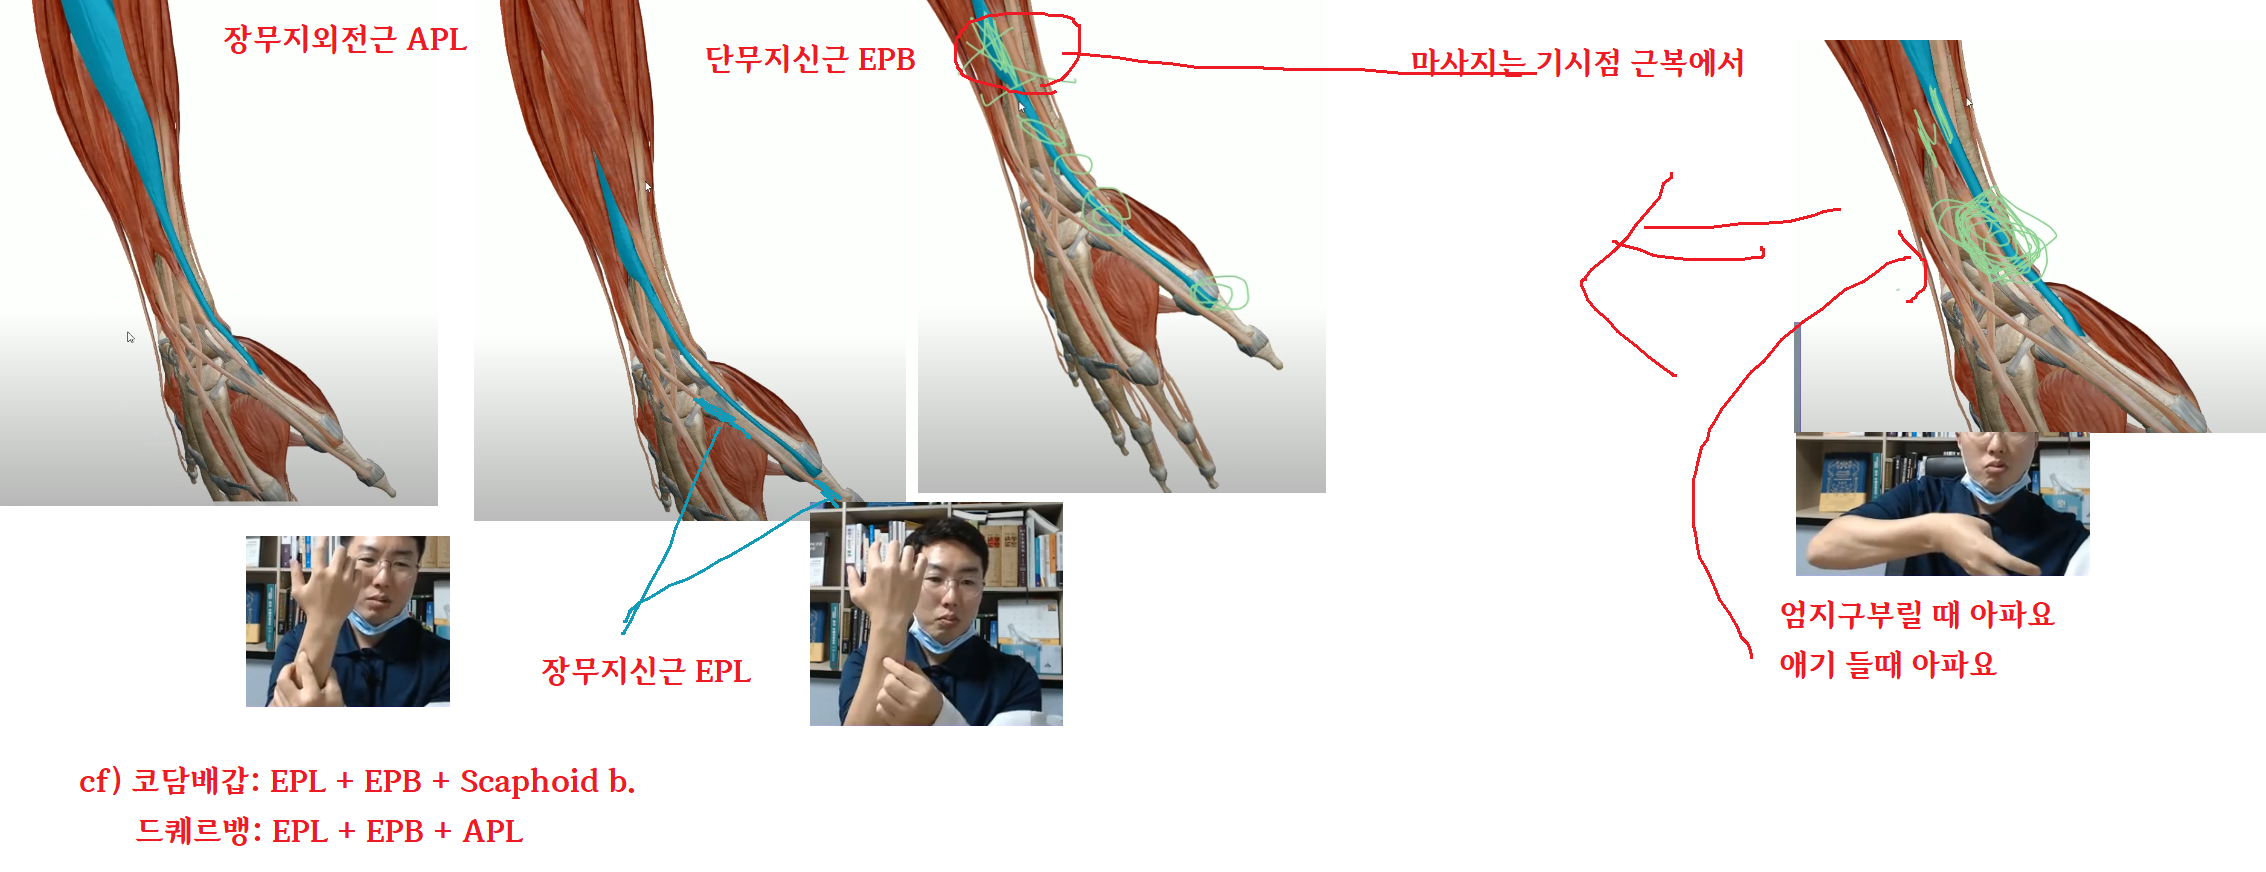 장무지외전근 APL
단무지신근 EPB
마사지는 기시점 근복에서
장무지신근 EPL
엄지구부릴 때 아파요
애기 들때 아파요
cf) 코담배갑: EPL + EPB + Scaphoid b.
드퀘르뱅: EPL + EPB + APL